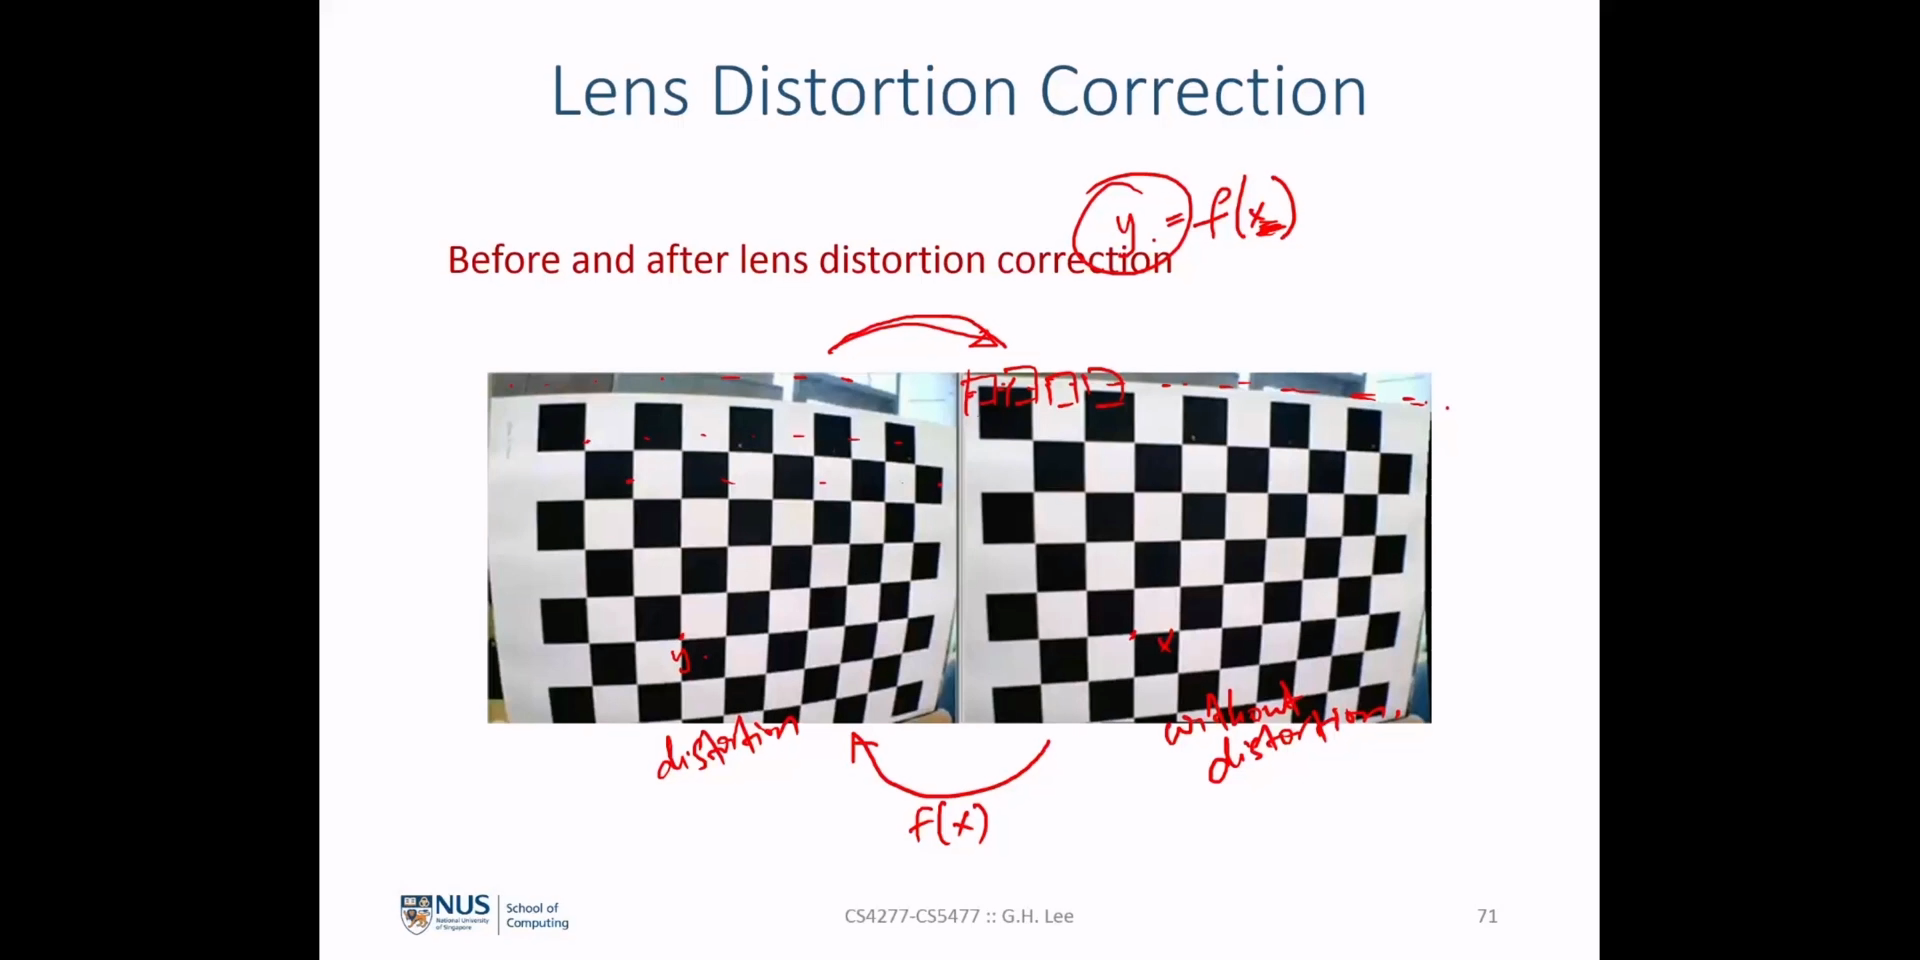 Lens Distortion Correction
y = f(x)
Before and after lens distortion correction
y
x
distortion
without
distortion.
f(x)
NUS
National University
of Singapore
School of
Computing
CS4277-CS5477 :: G.H. Lee
71